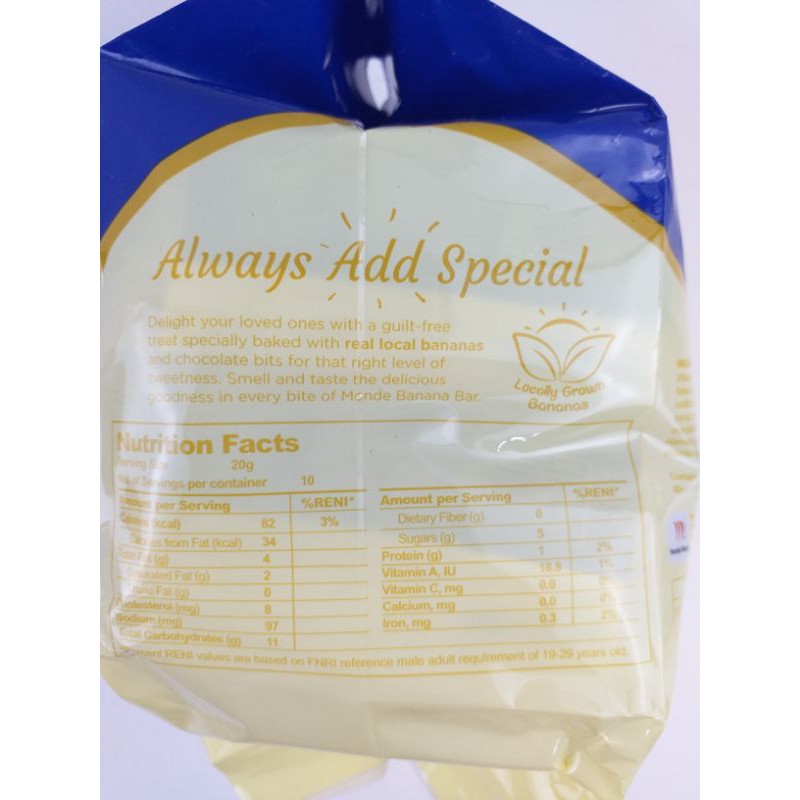 Always Add Special
Delight your loved ones with a guilt-free
treat specially baked with real local bananas
and chocolate bits for that right level of
sweetness. Smell and taste the delicious
goodness in every bite of Monde Banana Bar.
Locally Grown
Bananas
Nutrition Facts
Serving Size 20g
No. of Servings per container 10
Amount per Serving %RENI*
Calories (kcal) 82 3%
Calories from Fat (kcal) 34
Total Fat (g) 4
Saturated Fat (g) 2
Trans Fat (g) 0
Cholesterol (mg) 8
Sodium (mg) 97
Total Carbohydrates (g) 11
Amount per Serving %RENI*
Dietary Fiber (g) 0
Sugars (g) 5
Protein (g) 1 2%
Vitamin A, IU 18.8 1%
Vitamin C, mg 0.0
Calcium, mg 0.0 0%
Iron, mg 0.3 2%
Percent RENI values are based on FNRI reference male adult requirement of 19-29 years old.